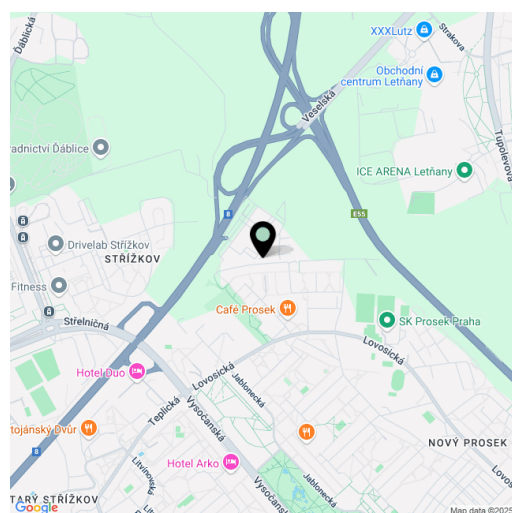 Ďáblická
XXXLutz
Strakova
Obchodní
centrum Letňany
Veselská
Tupolevova
radnictví Ďáblice
ICE ARENA Letňany
8
E55
Drivelab Střížkov
STŘÍŽKOV
Fitness
Café Prosek
Střelničná
SK Prosek Praha
Lovosická
Hotel Duo
Lovosická
Jablonecká
Teplická
Vysočanská
tojánský Dvůr
8
NOVÝ PROSEK
Litvínovská
Hotel Arko
Lovosická
Jablonecká
Vysočanská
TARÝ STŘÍŽKOV
Google
Map data ©2025